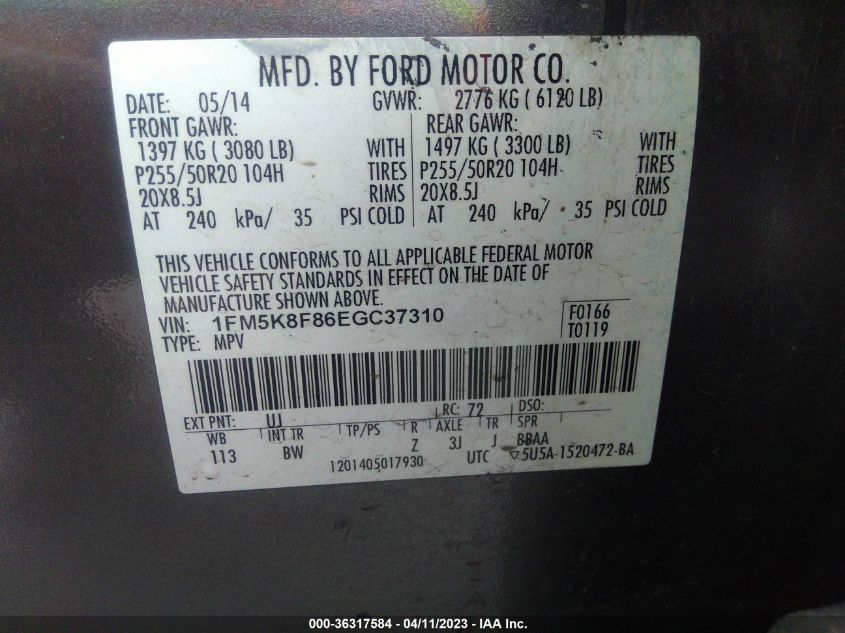 MFD. BY FORD MOTOR CO.
DATE: 05/14 GVWR: 2776 KG ( 6120 LB)
FRONT GAWR: REAR GAWR:
1397 KG ( 3080 LB) WITH 1497 KG ( 3300 LB) WITH
P255/50R20 104H TIRES P255/50R20 104H TIRES
20X8.5J RIMS 20X8.5J RIMS
AT 240 kPa/ 35 PSI COLD AT 240 kPa/ 35 PSI COLD
THIS VEHICLE CONFORMS TO ALL APPLICABLE FEDERAL MOTOR
VEHICLE SAFETY STANDARDS IN EFFECT ON THE DATE OF
MANUFACTURE SHOWN ABOVE.
VIN: 1FM5K8F86EGC37310 F0166
TYPE: MPV T0119
EXT PNT: UJ RC: 72 DSO:
WB INT TR TP/PS R AXLE TR SPR
113 BW Z 3J J BBAA
1201405017930 UTC ▽5U5A-1520472-BA
000-36317584 - 04/11/2023 - IAA Inc.